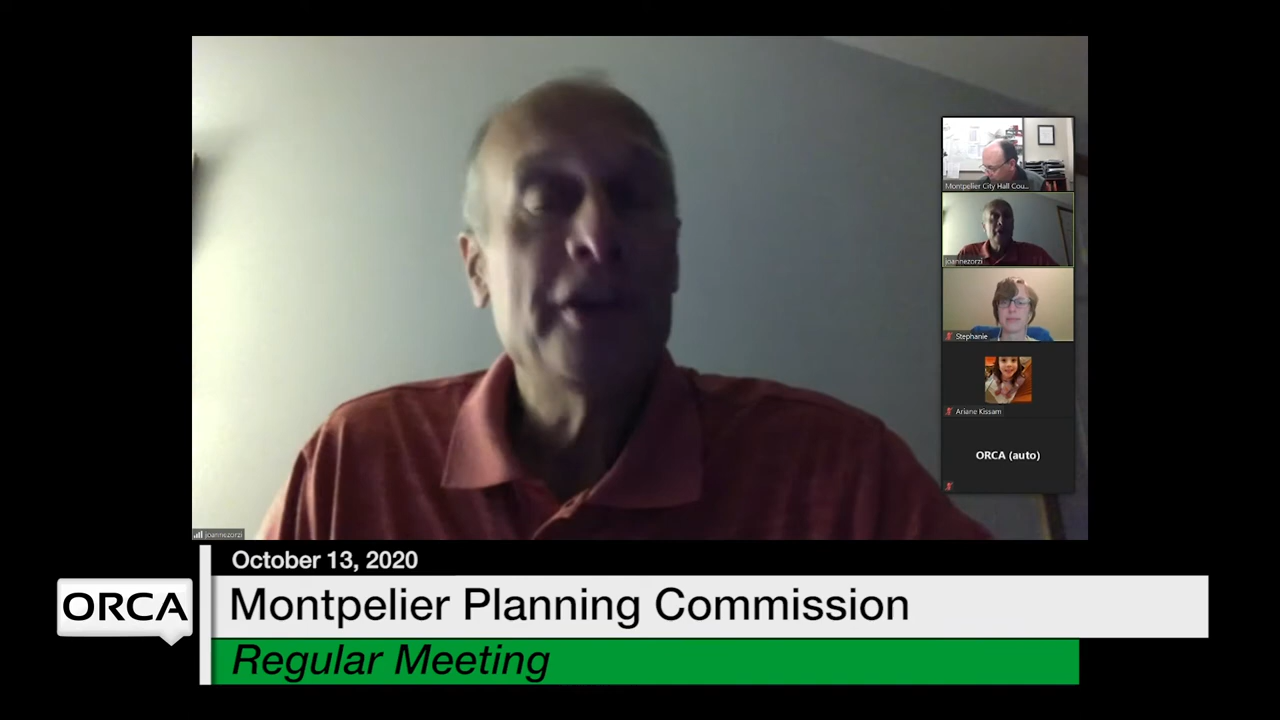 Montpelier City Hall Cou...
joannezorzi
Stephanie
Ariane Kissam
ORCA (auto)
joannezorzi
October 13, 2020
ORCA
Montpelier Planning Commission
Regular Meeting